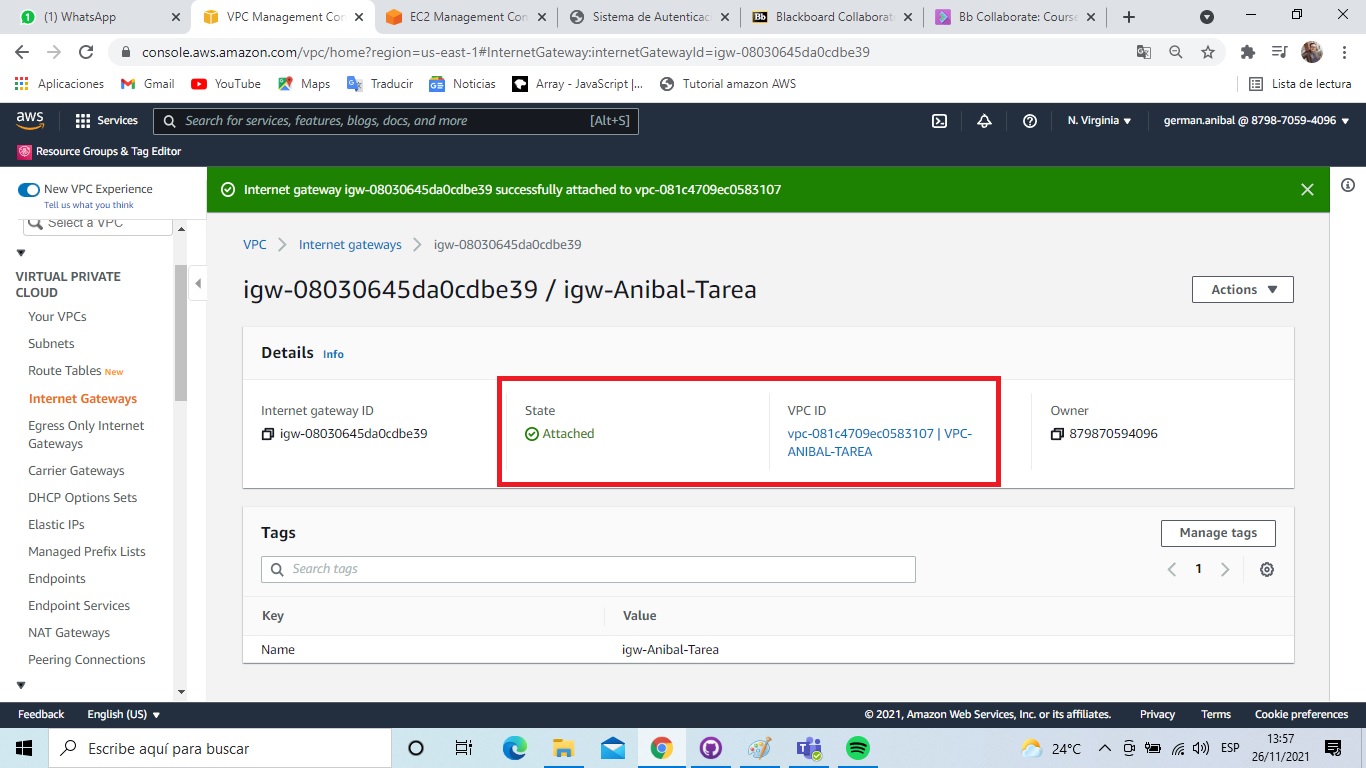 (1) WhatsApp
VPC Management Con
EC2 Management Con
Sistema de Autenticac
Bb Blackboard Collaborate
Bb Collaborate: Course
console.aws.amazon.com/vpc/home?region=us-east-1#InternetGateway:internetGatewayId=igw-08030645da0cdbe39
Aplicaciones
Gmail
YouTube
Maps
Traducir
Noticias
Array - JavaScript |...
Tutorial amazon AWS
Lista de lectura
aws
Services
Search for services, features, blogs, docs, and more
[Alt+S]
N. Virginia
german.anibal @ 8798-7059-4096
Resource Groups & Tag Editor
New VPC Experience
Tell us what you think
Select a VPC
VIRTUAL PRIVATE
CLOUD
Your VPCs
Subnets
Route Tables New
Internet Gateways
Egress Only Internet
Gateways
Carrier Gateways
DHCP Options Sets
Elastic IPs
Managed Prefix Lists
Endpoints
Endpoint Services
NAT Gateways
Peering Connections
Internet gateway igw-08030645da0cdbe39 successfully attached to vpc-081c4709ec0583107
VPC
Internet gateways
igw-08030645da0cdbe39
igw-08030645da0cdbe39 / igw-Anibal-Tarea
Actions
Details Info
Internet gateway ID
igw-08030645da0cdbe39
State
Attached
VPC ID
vpc-081c4709ec0583107 | VPC-
ANIBAL-TAREA
Owner
879870594096
Tags
Manage tags
Search tags
1
Key
Value
Name
igw-Anibal-Tarea
Feedback
English (US)
© 2021, Amazon Web Services, Inc. or its affiliates.
Privacy
Terms
Cookie preferences
Escribe aquí para buscar
24°C
ESP
13:57
26/11/2021